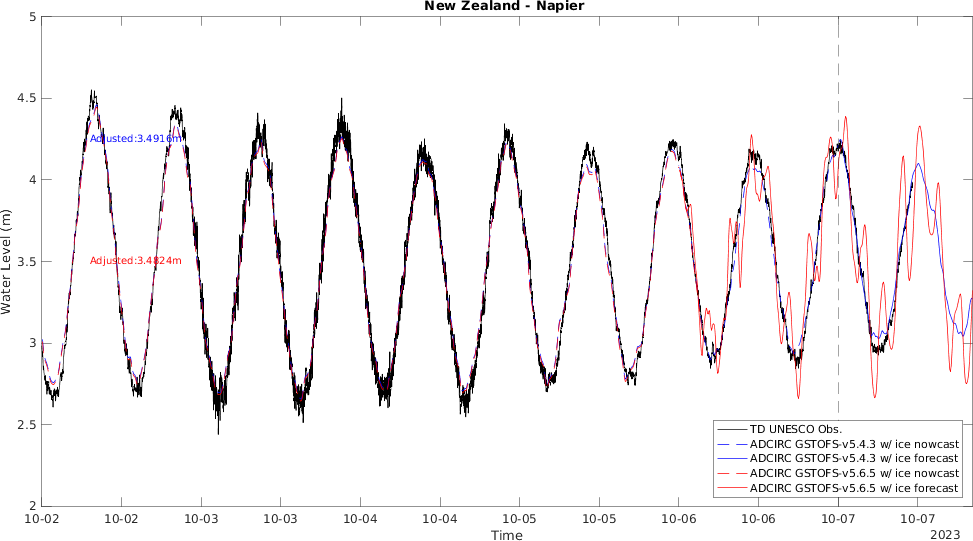 New Zealand - Napier
Water Level (m)
5
4.5
4
3.5
3
2.5
2
Adjusted:3.4916m
Adjusted:3.4824m
TD UNESCO Obs.
ADCIRC GSTOFS-v5.4.3 w/ ice nowcast
ADCIRC GSTOFS-v5.4.3 w/ ice forecast
ADCIRC GSTOFS-v5.6.5 w/ ice nowcast
ADCIRC GSTOFS-v5.6.5 w/ ice forecast
10-02 10-02 10-03 10-03 10-04 10-04 10-05 10-05 10-06 10-06 10-07 10-07
Time
2023